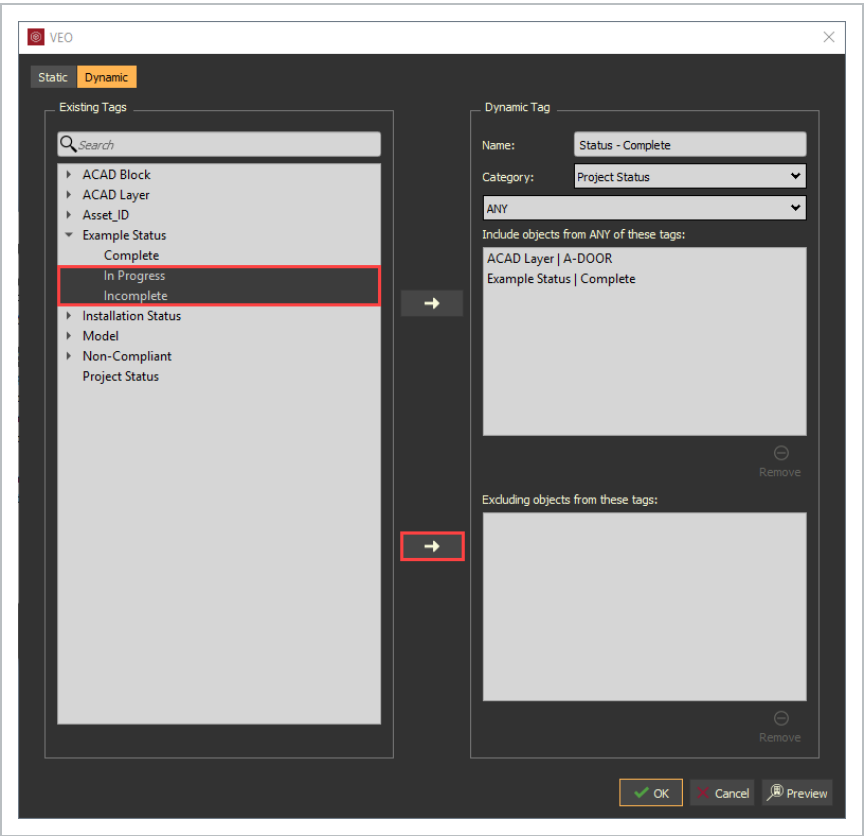 VEO
Static Dynamic
Existing Tags
Search
ACAD Block
ACAD Layer
Asset_ID
Example Status
Complete
In Progress
Incomplete
Installation Status
Model
Non-Compliant
Project Status
Dynamic Tag
Name: Status - Complete
Category: Project Status
ANY
Include objects from ANY of these tags:
ACAD Layer | A-DOOR
Example Status | Complete
Remove
Excluding objects from these tags:
Remove
OK Cancel Preview